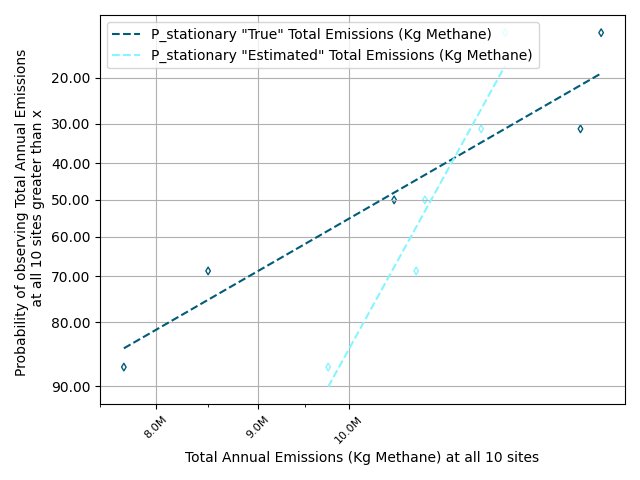 P_stationary "True" Total Emissions (Kg Methane)
P_stationary "Estimated" Total Emissions (Kg Methane)
Probability of observing Total Annual Emissions
at all 10 sites greater than x
20.00
30.00
40.00
50.00
60.00
70.00
80.00
90.00
8.0M
9.0M
10.0M
Total Annual Emissions (Kg Methane) at all 10 sites